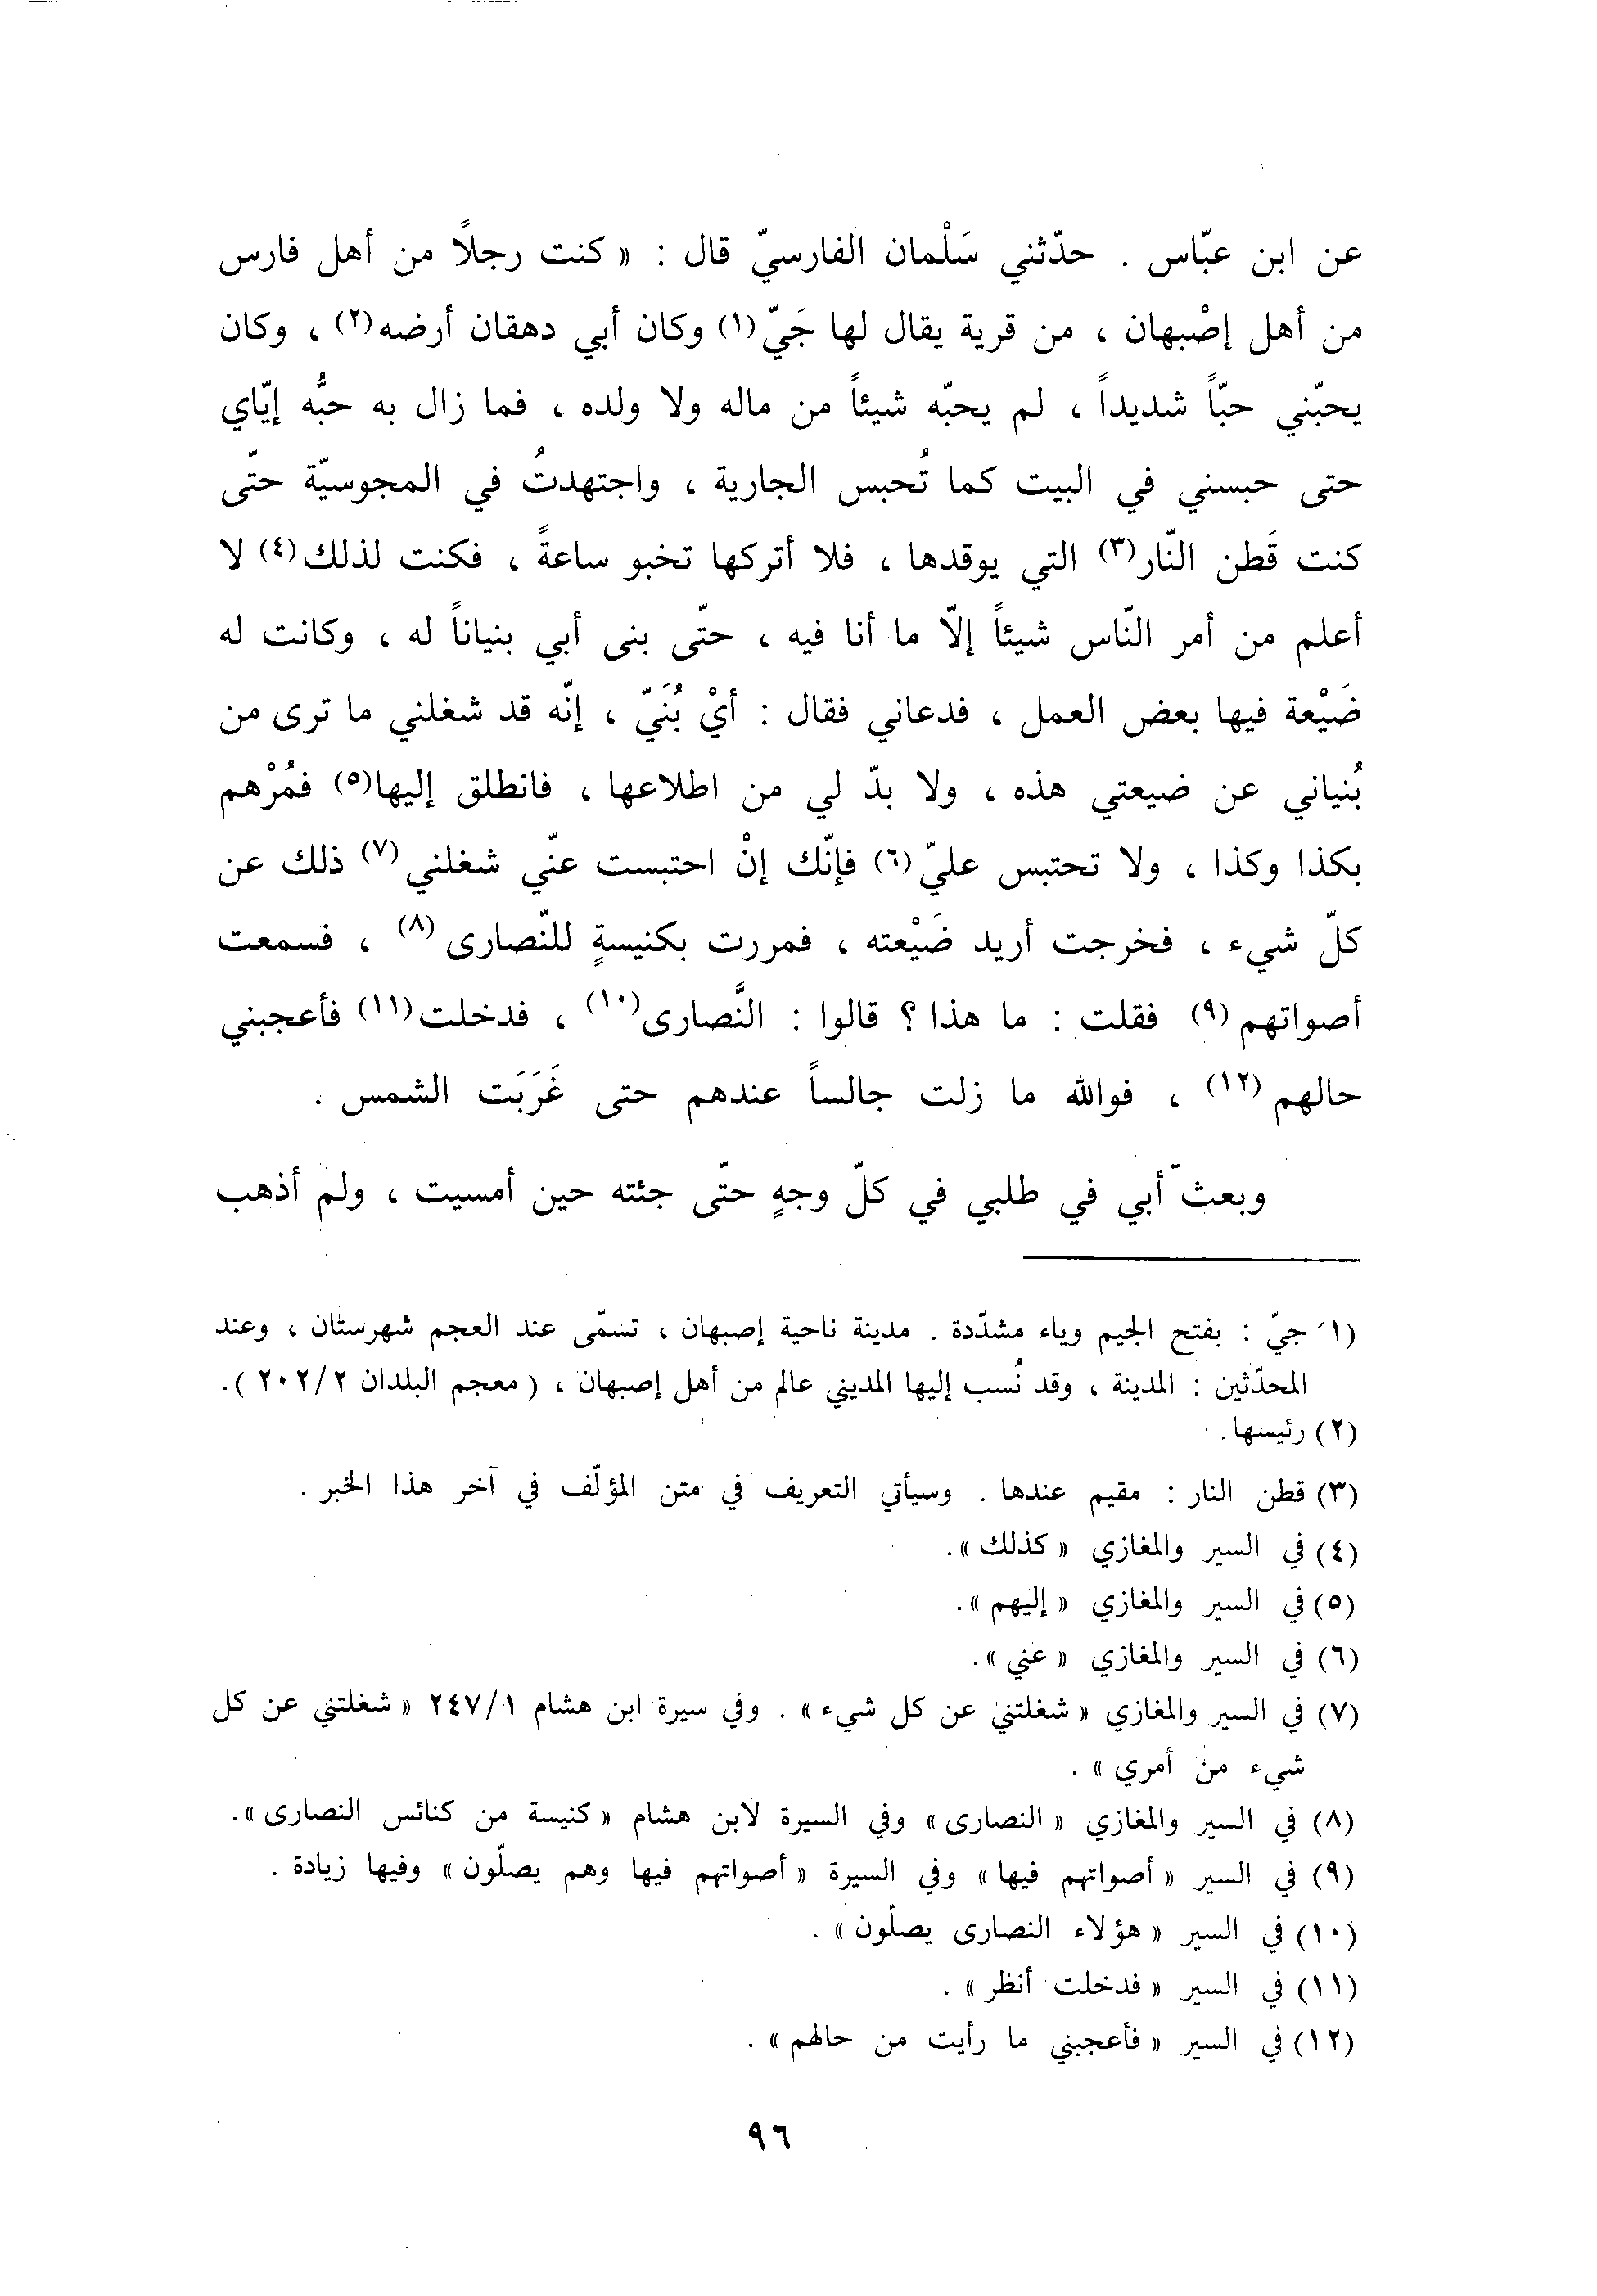 عن ابن عبّاس . حدّثني سَلْمان الفارسيّ قال : « كنت رجلاً من أهل فارس
من أهل إصْبهان ، من قرية يقال لها جَيّ(١) وكان أبي دهقان أرضه(٢) ، وكان
يحبّني حبّاً شديداً ، لم يحبّه شيئاً من ماله ولا ولده ، فما زال به حبُّه إيّاي
حتى حبسني في البيت كما تُحبس الجارية ، واجتهدتُ في المجوسيّة حتّى
كنت قَطن النّار(٣) التي يوقدها ، فلا أتركها تخبو ساعةً ، فكنت لذلك(٤) لا
أعلم من أمر النّاس شيئاً إلاّ ما أنا فيه ، حتّى بنى أبي بنياناً له ، وكانت له
ضَيْعة فيها بعض العمل ، فدعاني فقال : أيْ بُنَيّ ، إنّه قد شغلني ما ترى من
بُنياني عن ضيعتي هذه ، ولا بدّ لي من اطلاعها ، فانطلق إليها(٥) فمُرْهم
بكذا وكذا ، ولا تحتبس عليّ(٦) فإنّك إنْ احتبست عنّي شغلني(٧) ذلك عن
كلّ شيء ، فخرجت أريد ضَيْعته ، فمررت بكنيسةٍ للنّصارى(٨) ، فسمعت
أصواتهم(٩) فقلت : ما هذا ؟ قالوا : النَّصارى(١٠) ، فدخلت(١١) فأعجبني
حالهم(١٢) ، فوالله ما زلت جالساً عندهم حتى غَرَبَت الشمس .
وبعث أبي في طلبي في كلّ وجهٍ حتّى جئته حين أمسيت ، ولم أذهب
(١) جيّ : بفتح الجيم وياء مشدّدة . مدينة ناحية إصبهان ، تسمّى عند العجم شهرستان ، وعند
المحدّثين : المدينة ، وقد نُسب إليها المديني عالم من أهل إصبهان ، ( معجم البلدان ٢٠٢/٢ ).
(٢) رئيسها .
(٣) قطن النار : مقيم عندها . وسيأتي التعريف في متن المؤلّف في آخر هذا الخبر .
(٤) في السير والمغازي « كذلك ».
(٥) في السير والمغازي « إليهم ».
(٦) في السير والمغازي « عني ».
(٧) في السير والمغازي « شغلتني عن كل شيء » . وفي سيرة ابن هشام ٢٤٧/١ « شغلتني عن كل
شيء من أمري » .
(٨) في السير والمغازي « النصارى » وفي السيرة لابن هشام « كنيسة من كنائس النصارى ».
(٩) في السير « أصواتهم فيها » وفي السيرة « أصواتهم فيها وهم يصلّون » وفيها زيادة .
(١٠) في السير « هؤلاء النصارى يصلّون » .
(١١) في السير « فدخلت أنظر » .
(١٢) في السير « فأعجبني ما رأيت من حالهم » .
٩٦